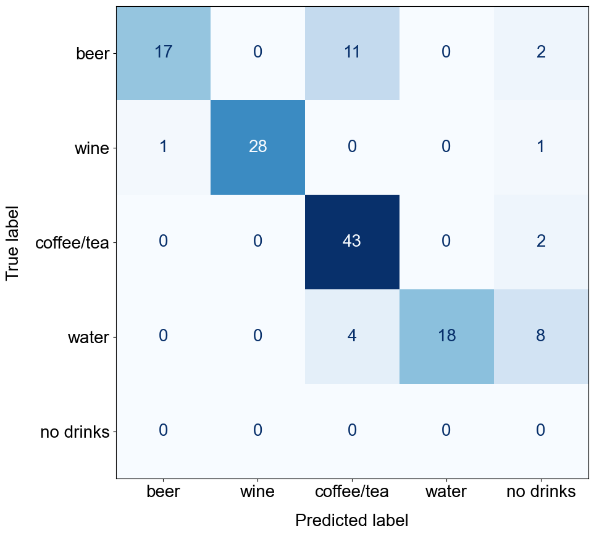 beer 17 0 11 0 2
wine 1 28 0 0 1
coffee/tea 0 0 43 0 2
water 0 0 4 18 8
no drinks 0 0 0 0 0
beer wine coffee/tea water no drinks
Predicted label
True label